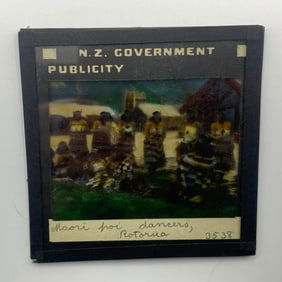 N.Z. GOVERNMENT
PUBLICITY
Maori poi dancers,
Rotorua
3538